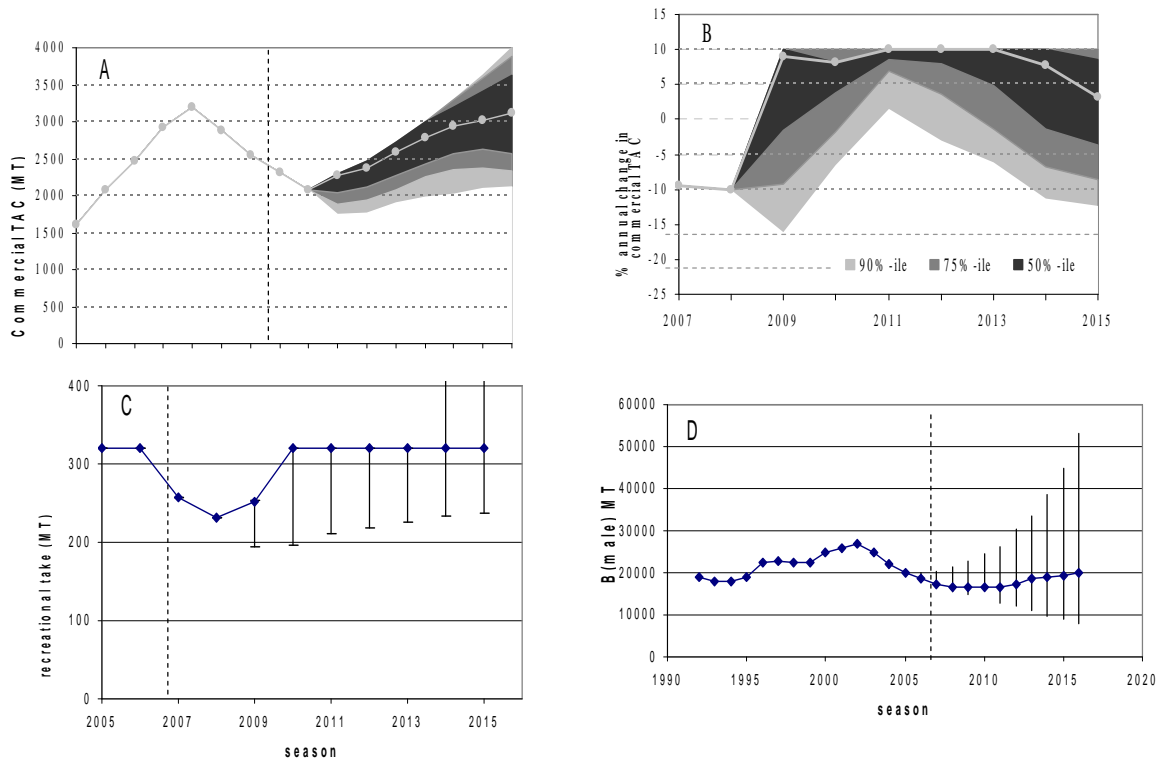 A
4000
3500
3000
2500
2000
1500
1000
500
0
Commercial TAC (MT)
B
15
10
5
0
-5
-10
-15
-20
-25
% annual change in
commercial TAC
90% -ile 75% -ile 50% -ile
2007 2009 2011 2013 2015
C
400
300
200
100
0
recreational take (MT)
2005 2007 2009 2011 2013 2015
season
D
60000
50000
40000
30000
20000
10000
0
B (male) MT
1990 1995 2000 2005 2010 2015 2020
season